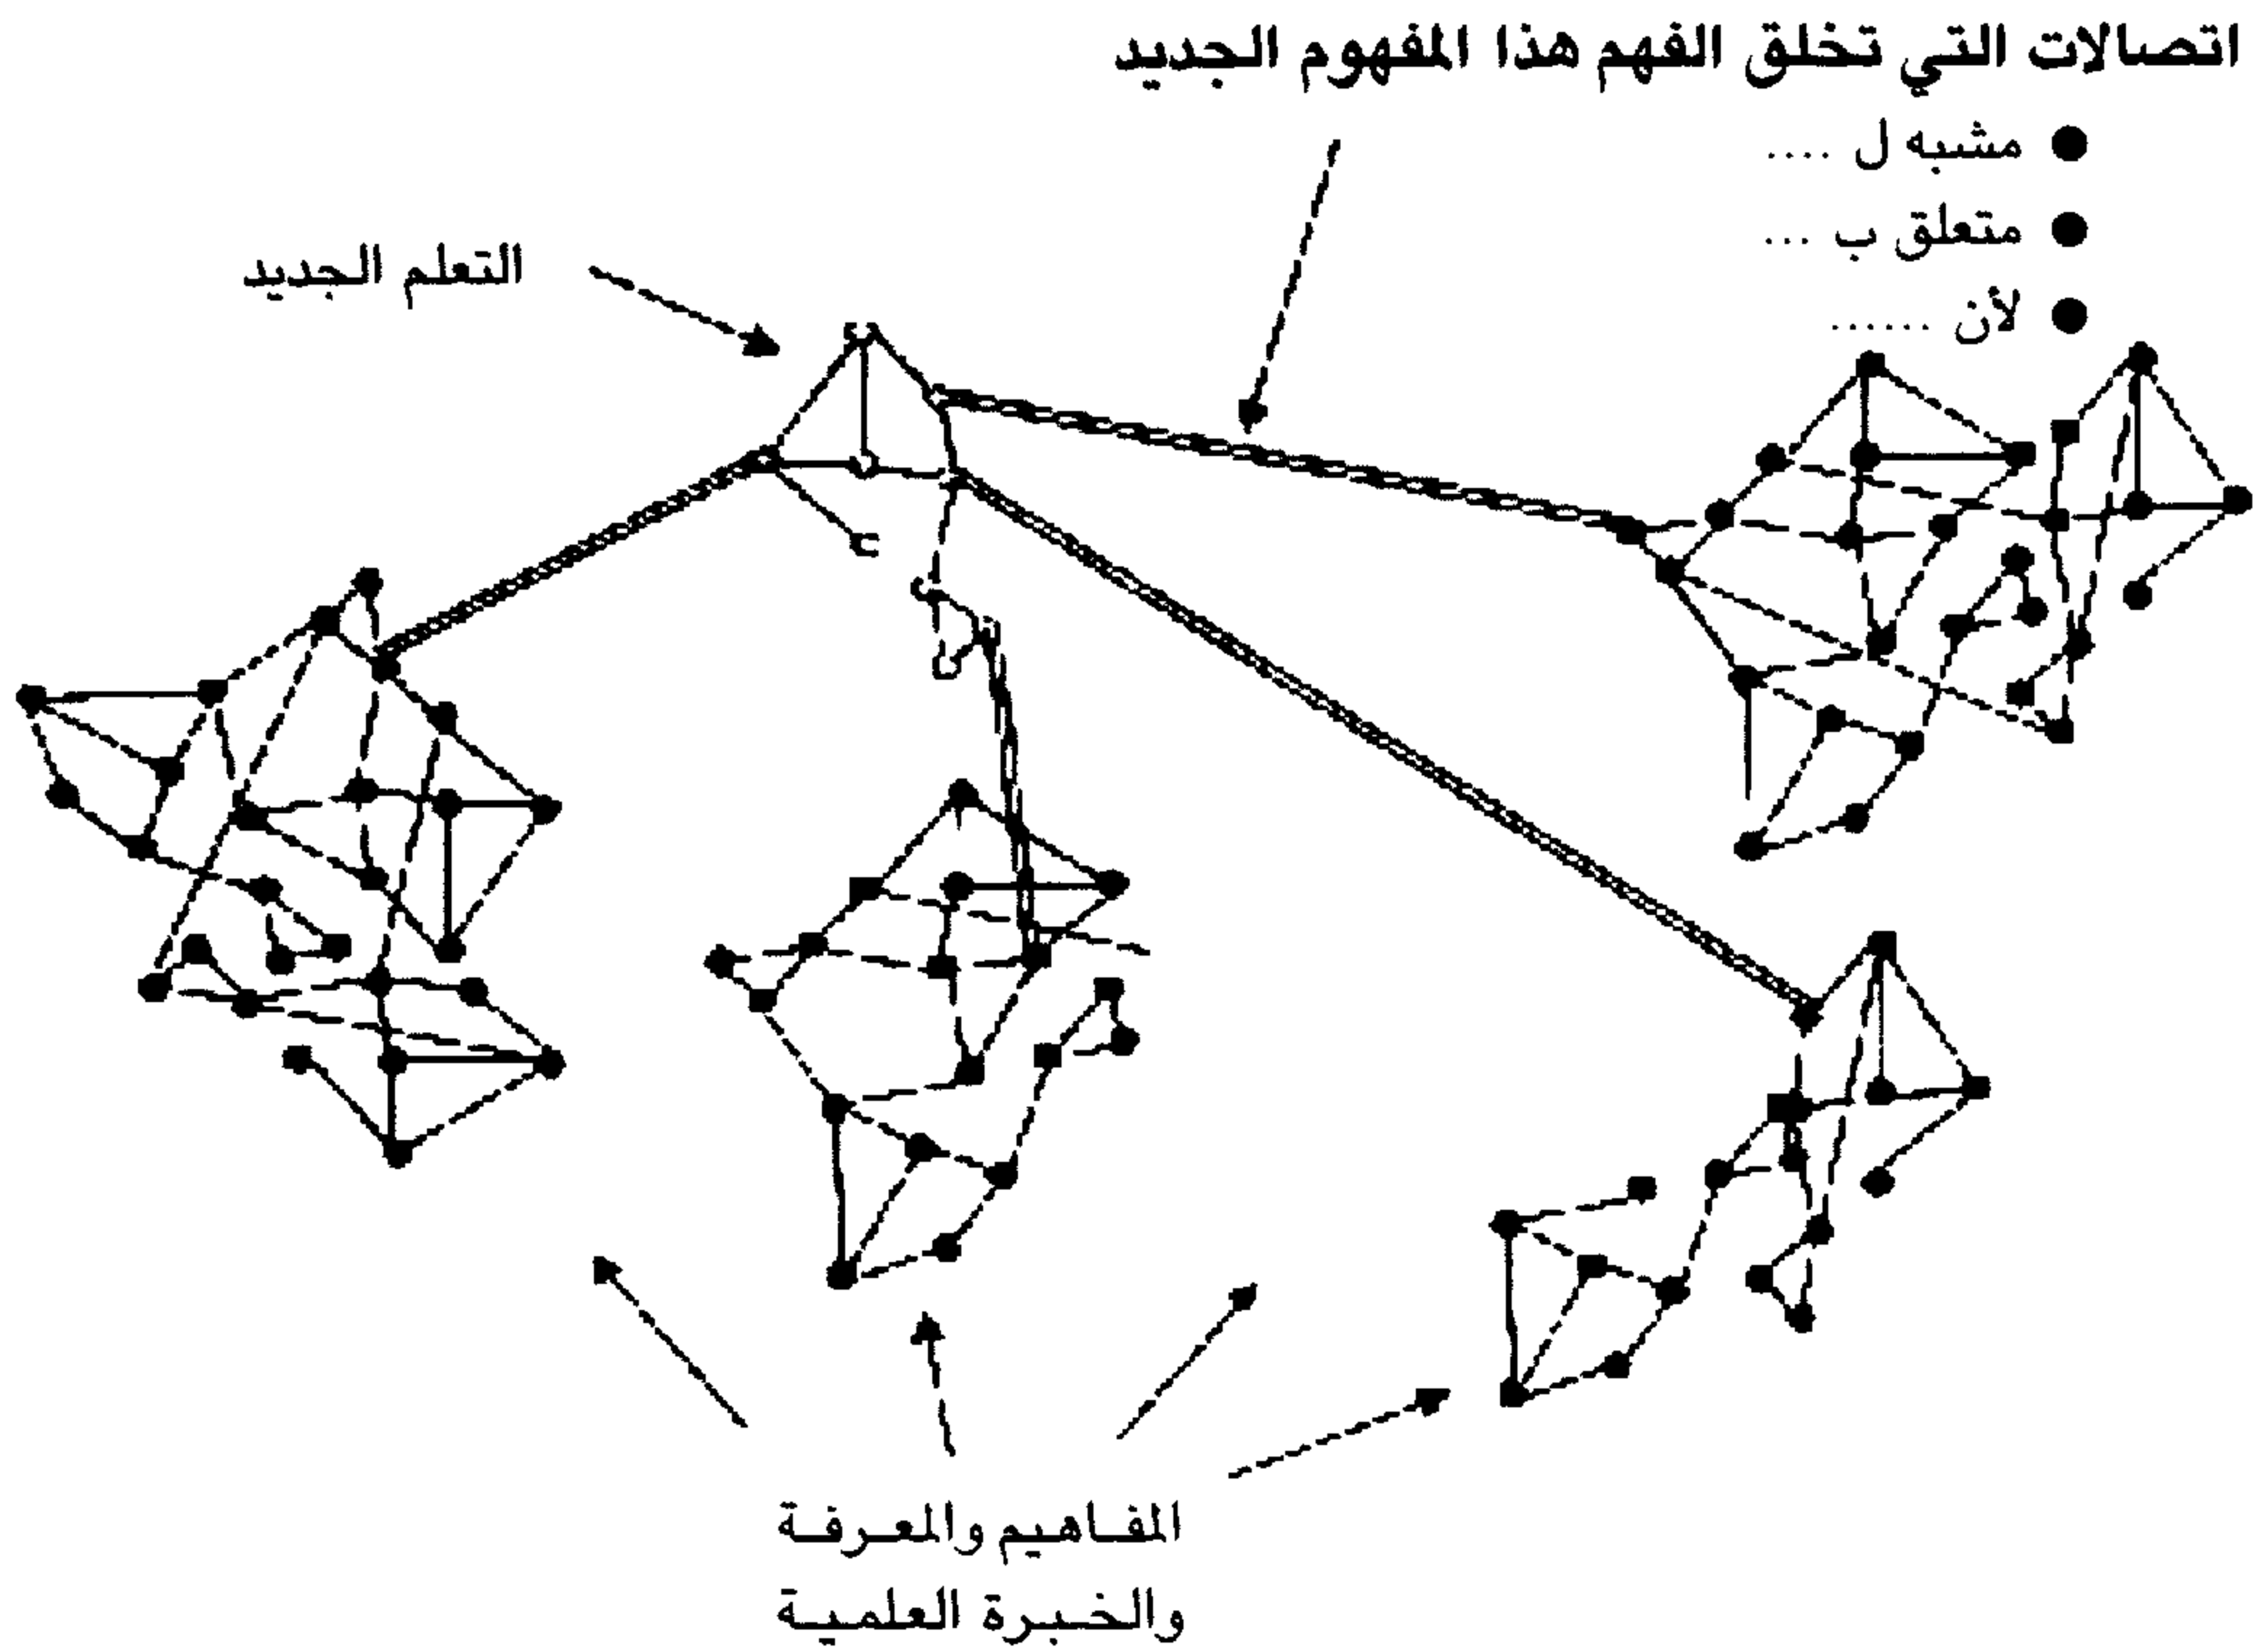 اتصالات التي تخلق الفهم هذا المفهوم الجديد
● مشبه ل ....
● متعلق ب ...
● لأن ......
التعلم الجديد
المفاهيم والمعرفة
والخبرة العلمية